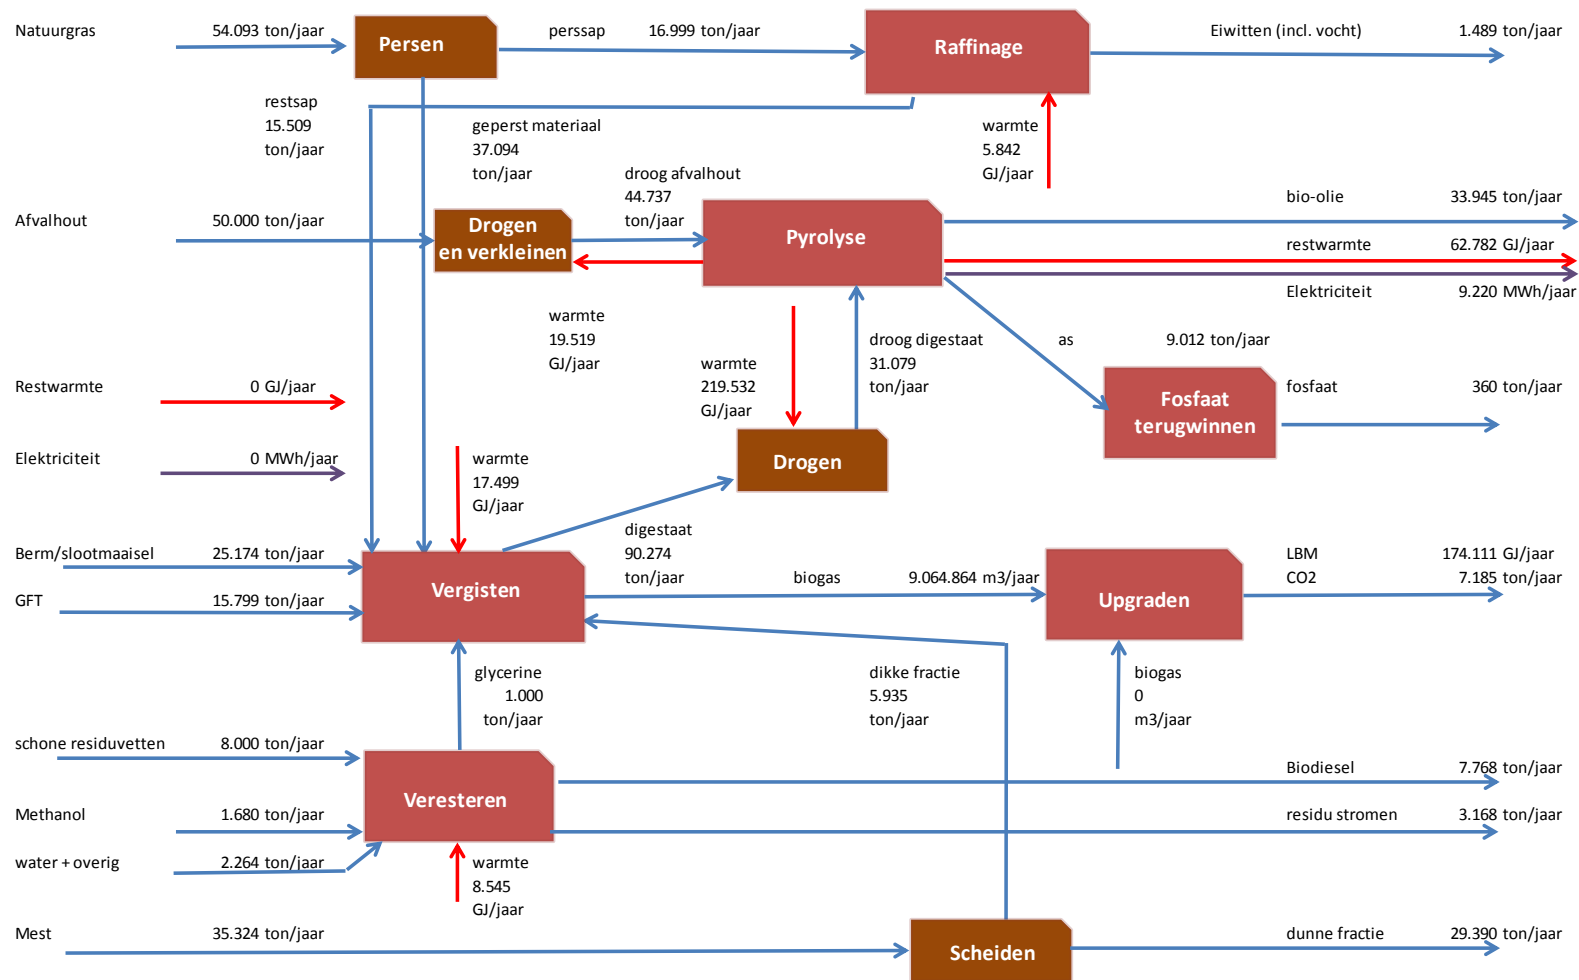 Natuurgras 54.093 ton/jaar
Persen
perssap 16.999 ton/jaar
Raffinage
Eiwitten (incl. vocht) 1.489 ton/jaar
restsap
15.509
ton/jaar
geperst materiaal
37.094
ton/jaar
warmte
5.842
GJ/jaar
droog afvalhout
44.737
ton/jaar
Afvalhout 50.000 ton/jaar
Drogen
en verkleinen
Pyrolyse
bio-olie 33.945 ton/jaar
restwarmte 62.782 GJ/jaar
Elektriciteit 9.220 MWh/jaar
warmte
19.519
GJ/jaar
warmte
219.532
GJ/jaar
droog digestaat
31.079
ton/jaar
as 9.012 ton/jaar
Restwarmte 0 GJ/jaar
Fosfaat
terugwinnen
fosfaat 360 ton/jaar
Elektriciteit 0 MWh/jaar
warmte
17.499
GJ/jaar
Drogen
Berm/slootmaaisel 25.174 ton/jaar
GFT 15.799 ton/jaar
Vergisten
digestaat
90.274
ton/jaar
biogas 9.064.864 m3/jaar
Upgraden
LBM 174.111 GJ/jaar
CO2 7.185 ton/jaar
glycerine
1.000
ton/jaar
dikke fractie
5.935
ton/jaar
biogas
0
m3/jaar
schone residuvetten 8.000 ton/jaar
Veresteren
Biodiesel 7.768 ton/jaar
Methanol 1.680 ton/jaar
residu stromen 3.168 ton/jaar
water + overig 2.264 ton/jaar
warmte
8.545
GJ/jaar
Mest 35.324 ton/jaar
Scheiden
dunne fractie 29.390 ton/jaar